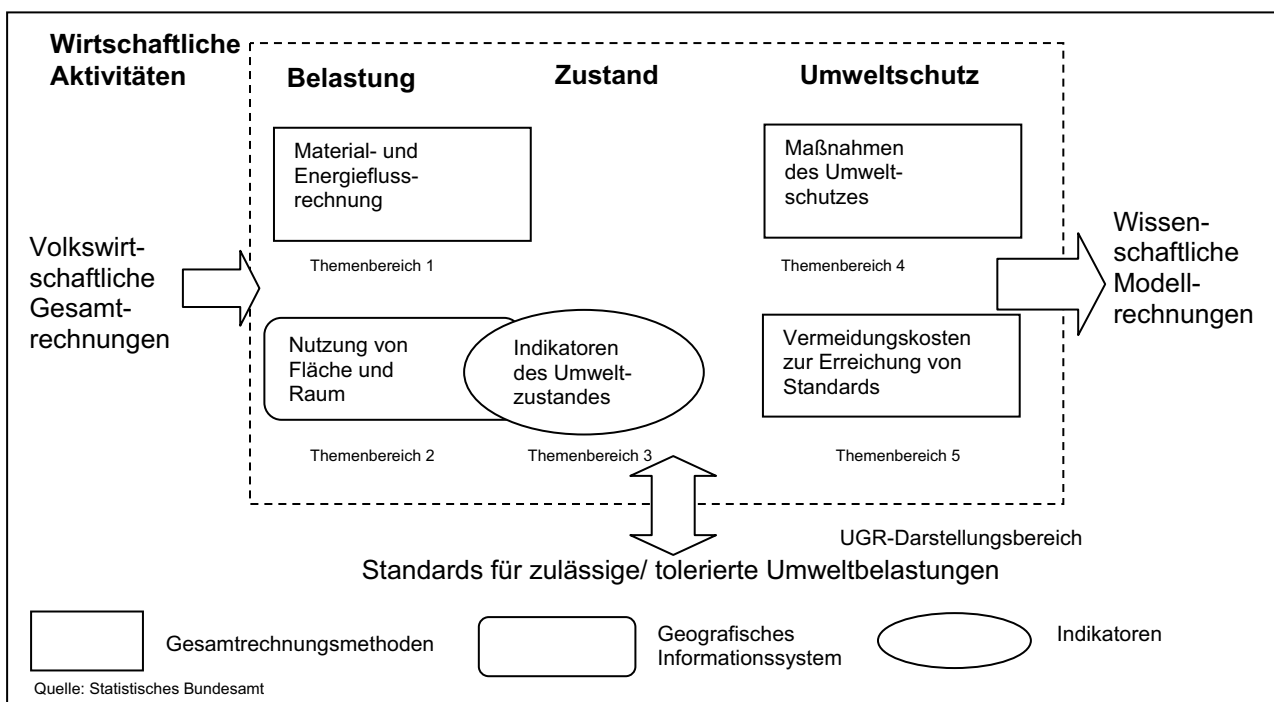 Wirtschaftliche
Aktivitäten
Belastung
Zustand
Umweltschutz
Material- und
Energiefluss-
rechnung
Maßnahmen
des Umwelt-
schutzes
Themenbereich 1
Themenbereich 4
Volkswirt-
schaftliche
Gesamt-
rechnungen
Wissen-
schaftliche
Modell-
rechnungen
Nutzung von
Fläche und
Raum
Indikatoren
des Umwelt-
zustandes
Vermeidungskosten
zur Erreichung von
Standards
Themenbereich 2
Themenbereich 3
Themenbereich 5
UGR-Darstellungsbereich
Standards für zulässige/ tolerierte Umweltbelastungen
Gesamtrechnungsmethoden
Geografisches
Informationssystem
Indikatoren
Quelle: Statistisches Bundesamt